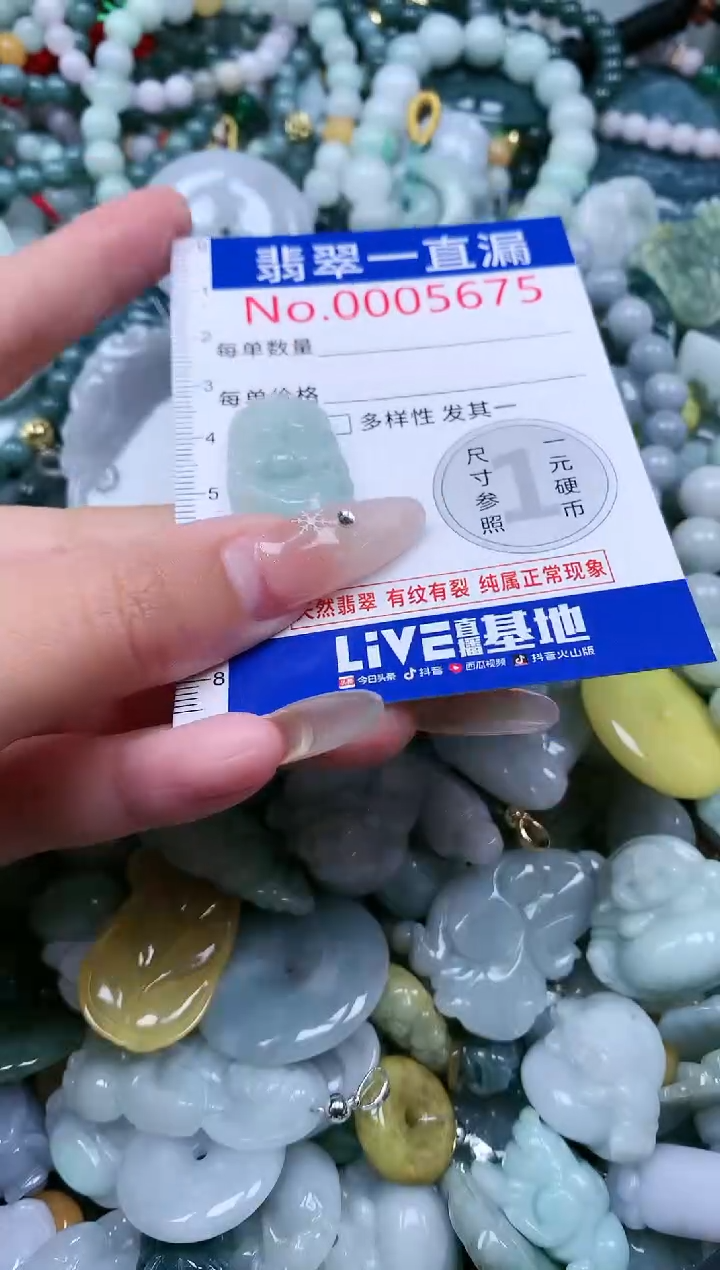 翡翠一直漏
No.0005675
每单数量
每单价格
多样性 发其一
尺寸参照
1
一元硬币
天然翡翠 有纹有裂 纯属正常现象
LiVE直播基地
今日头条 抖音 西瓜视频 抖音火山版
0
1
2
3
4
5
8